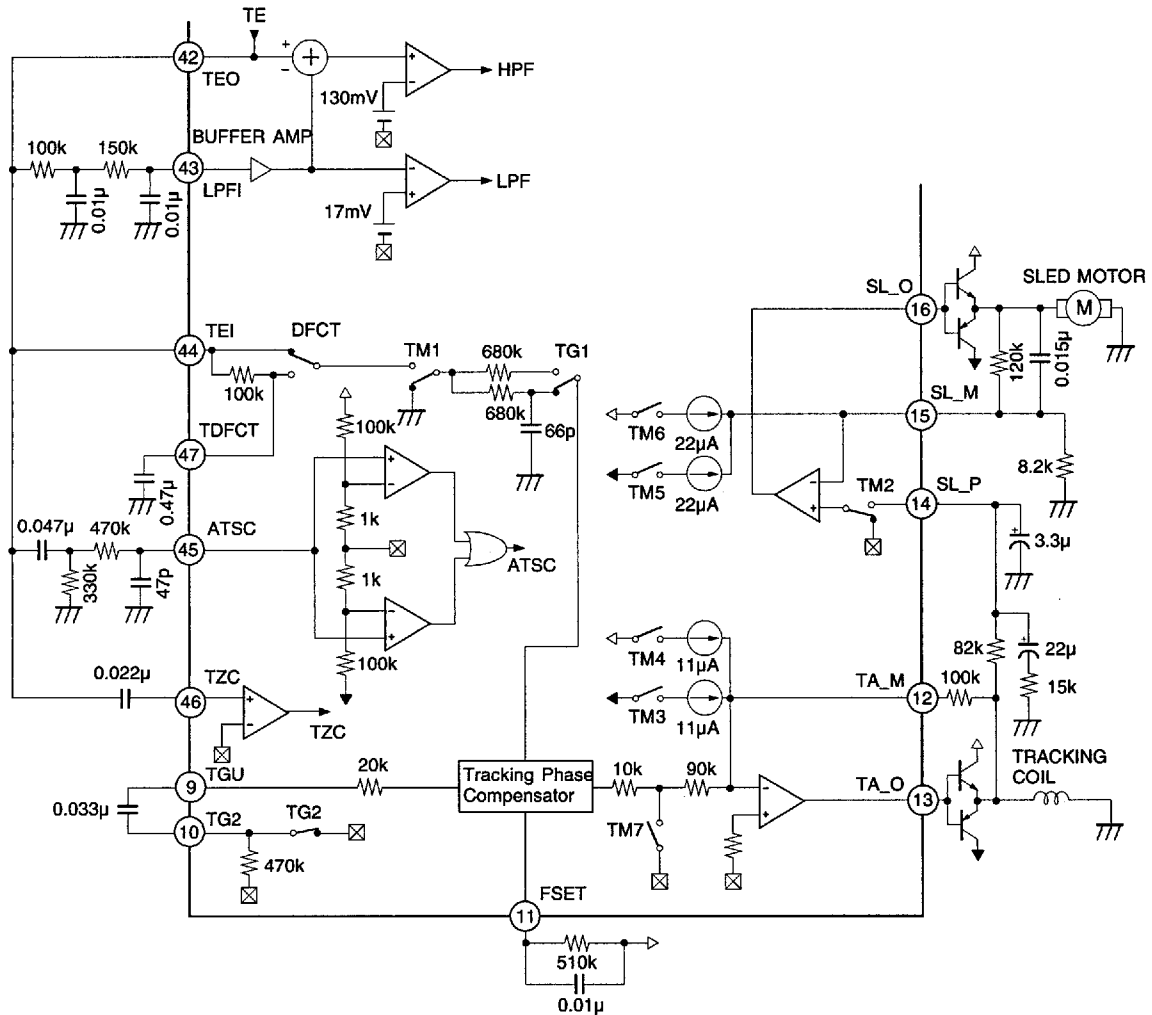 TE
42
TEO
+
−
+
+
−
HPF
130mV
BUFFER AMP
100k
150k
43
LPFI
0.01µ
0.01µ
−
+
LPF
17mV
SL_O
16
SLED MOTOR
M
120k
0.015µ
TEI
44
DFCT
100k
TM1
680k
680k
TG1
66p
SL_M
15
TM6
22µA
TM5
22µA
8.2k
TDFCT
47
0.47µ
100k
+
−
1k
1k
−
+
100k
ATSC
−
+
TM2
SL_P
14
3.3µ
ATSC
45
0.047µ
470k
330k
47p
TM4
11µA
TM3
11µA
82k
22µ
15k
TA_M
12
100k
0.022µ
46
TZC
+
−
TZC
TGU
9
20k
Tracking Phase
Compensator
10k
90k
TM7
−
+
TA_O
13
TRACKING
COIL
0.033µ
10
TG2
TG2
470k
FSET
11
510k
0.01µ